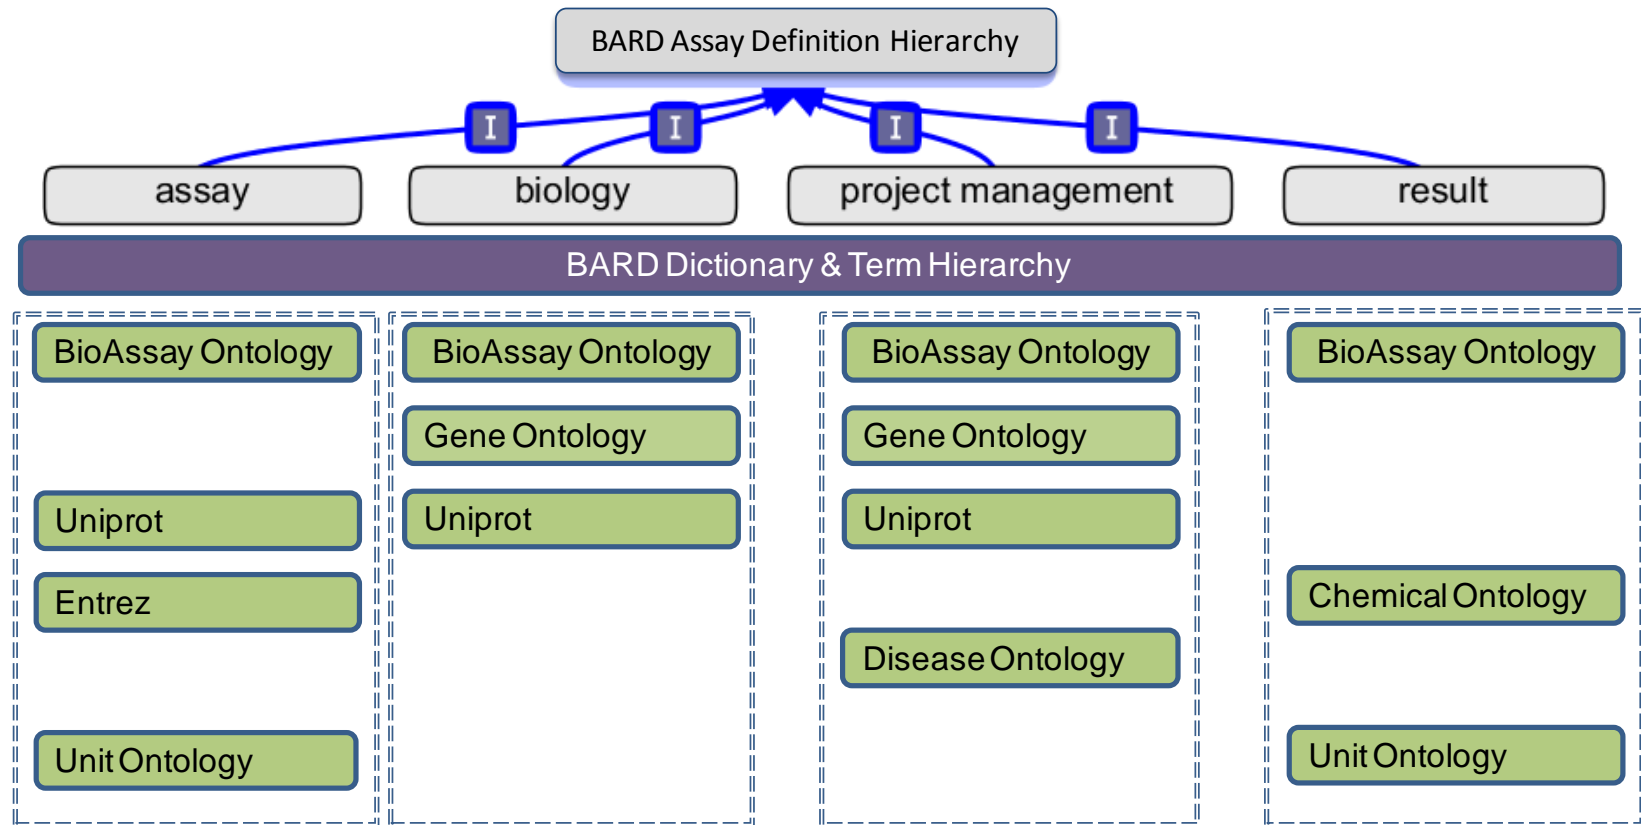 BARD Assay Definition Hierarchy
I I I I
assay biology project management result
BARD Dictionary & Term Hierarchy
BioAssay Ontology
Uniprot
Entrez
Unit Ontology
BioAssay Ontology
Gene Ontology
Uniprot
BioAssay Ontology
Gene Ontology
Uniprot
Disease Ontology
BioAssay Ontology
Chemical Ontology
Unit Ontology